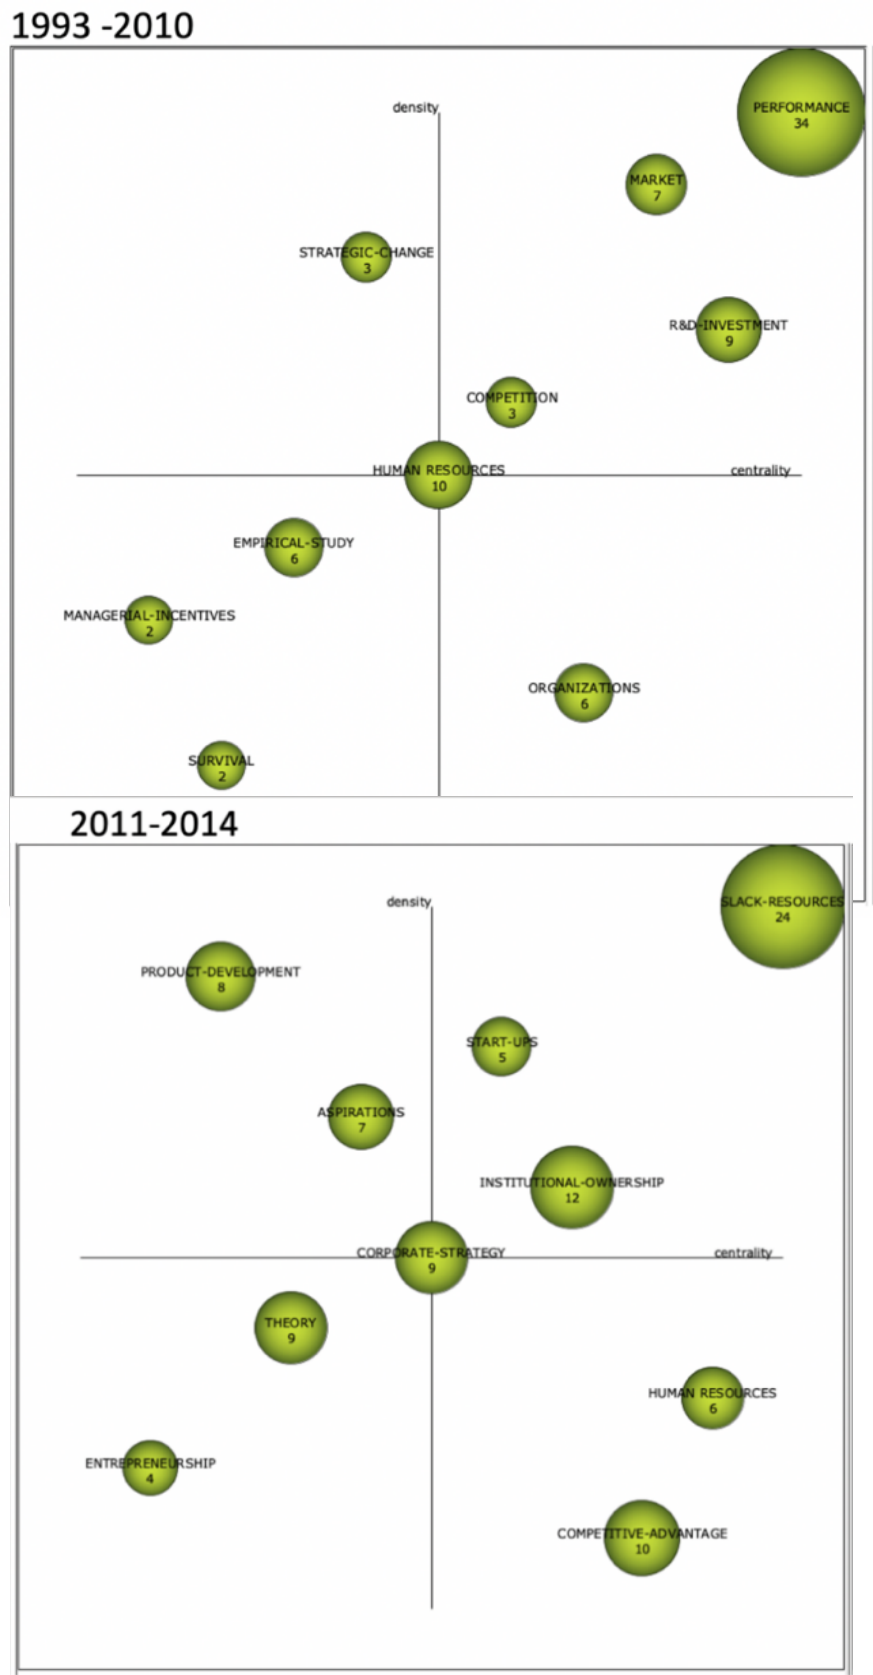 1993 -2010
density
PERFORMANCE
34
MARKET
7
STRATEGIC-CHANGE
3
R&D-INVESTMENT
9
COMPETITION
3
HUMAN RESOURCES
10
centrality
EMPIRICAL-STUDY
6
MANAGERIAL-INCENTIVES
2
ORGANIZATIONS
6
SURVIVAL
2
2011-2014
density
SLACK-RESOURCES
24
PRODUCT-DEVELOPMENT
8
START-UPS
5
ASPIRATIONS
7
INSTITUTIONAL-OWNERSHIP
12
CORPORATE-STRATEGY
9
centrality
THEORY
9
HUMAN RESOURCES
6
ENTREPRENEURSHIP
4
COMPETITIVE-ADVANTAGE
10